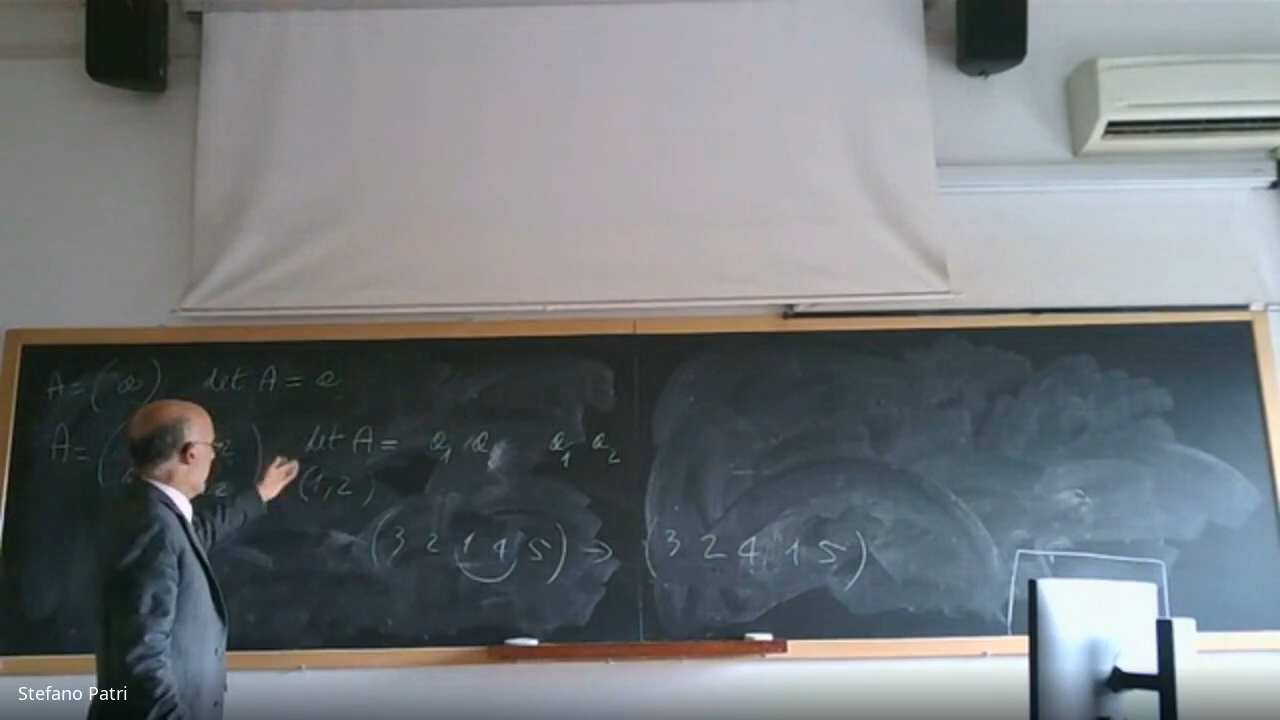 A = ( a )   det A = a
A = (   det A = a₁ a   a₁ a₂
(1,2)
(3 2 1 4 5) → (3 2 4 1 5)
Stefano Patri